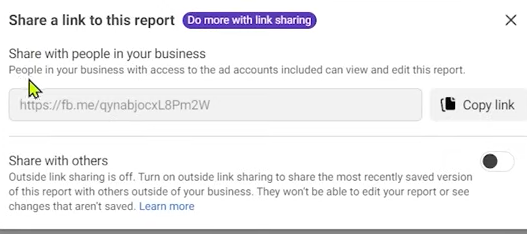 Share a link to this report Do more with link sharing
Share with people in your business
People in your business with access to the ad accounts included can view and edit this report.
https://fb.me/qynabjocxL8Pm2W Copy link
Share with others
Outside link sharing is off. Turn on outside link sharing to share the most recently saved version
of this report with others outside of your business. They won't be able to edit your report or see
changes that aren't saved. Learn more